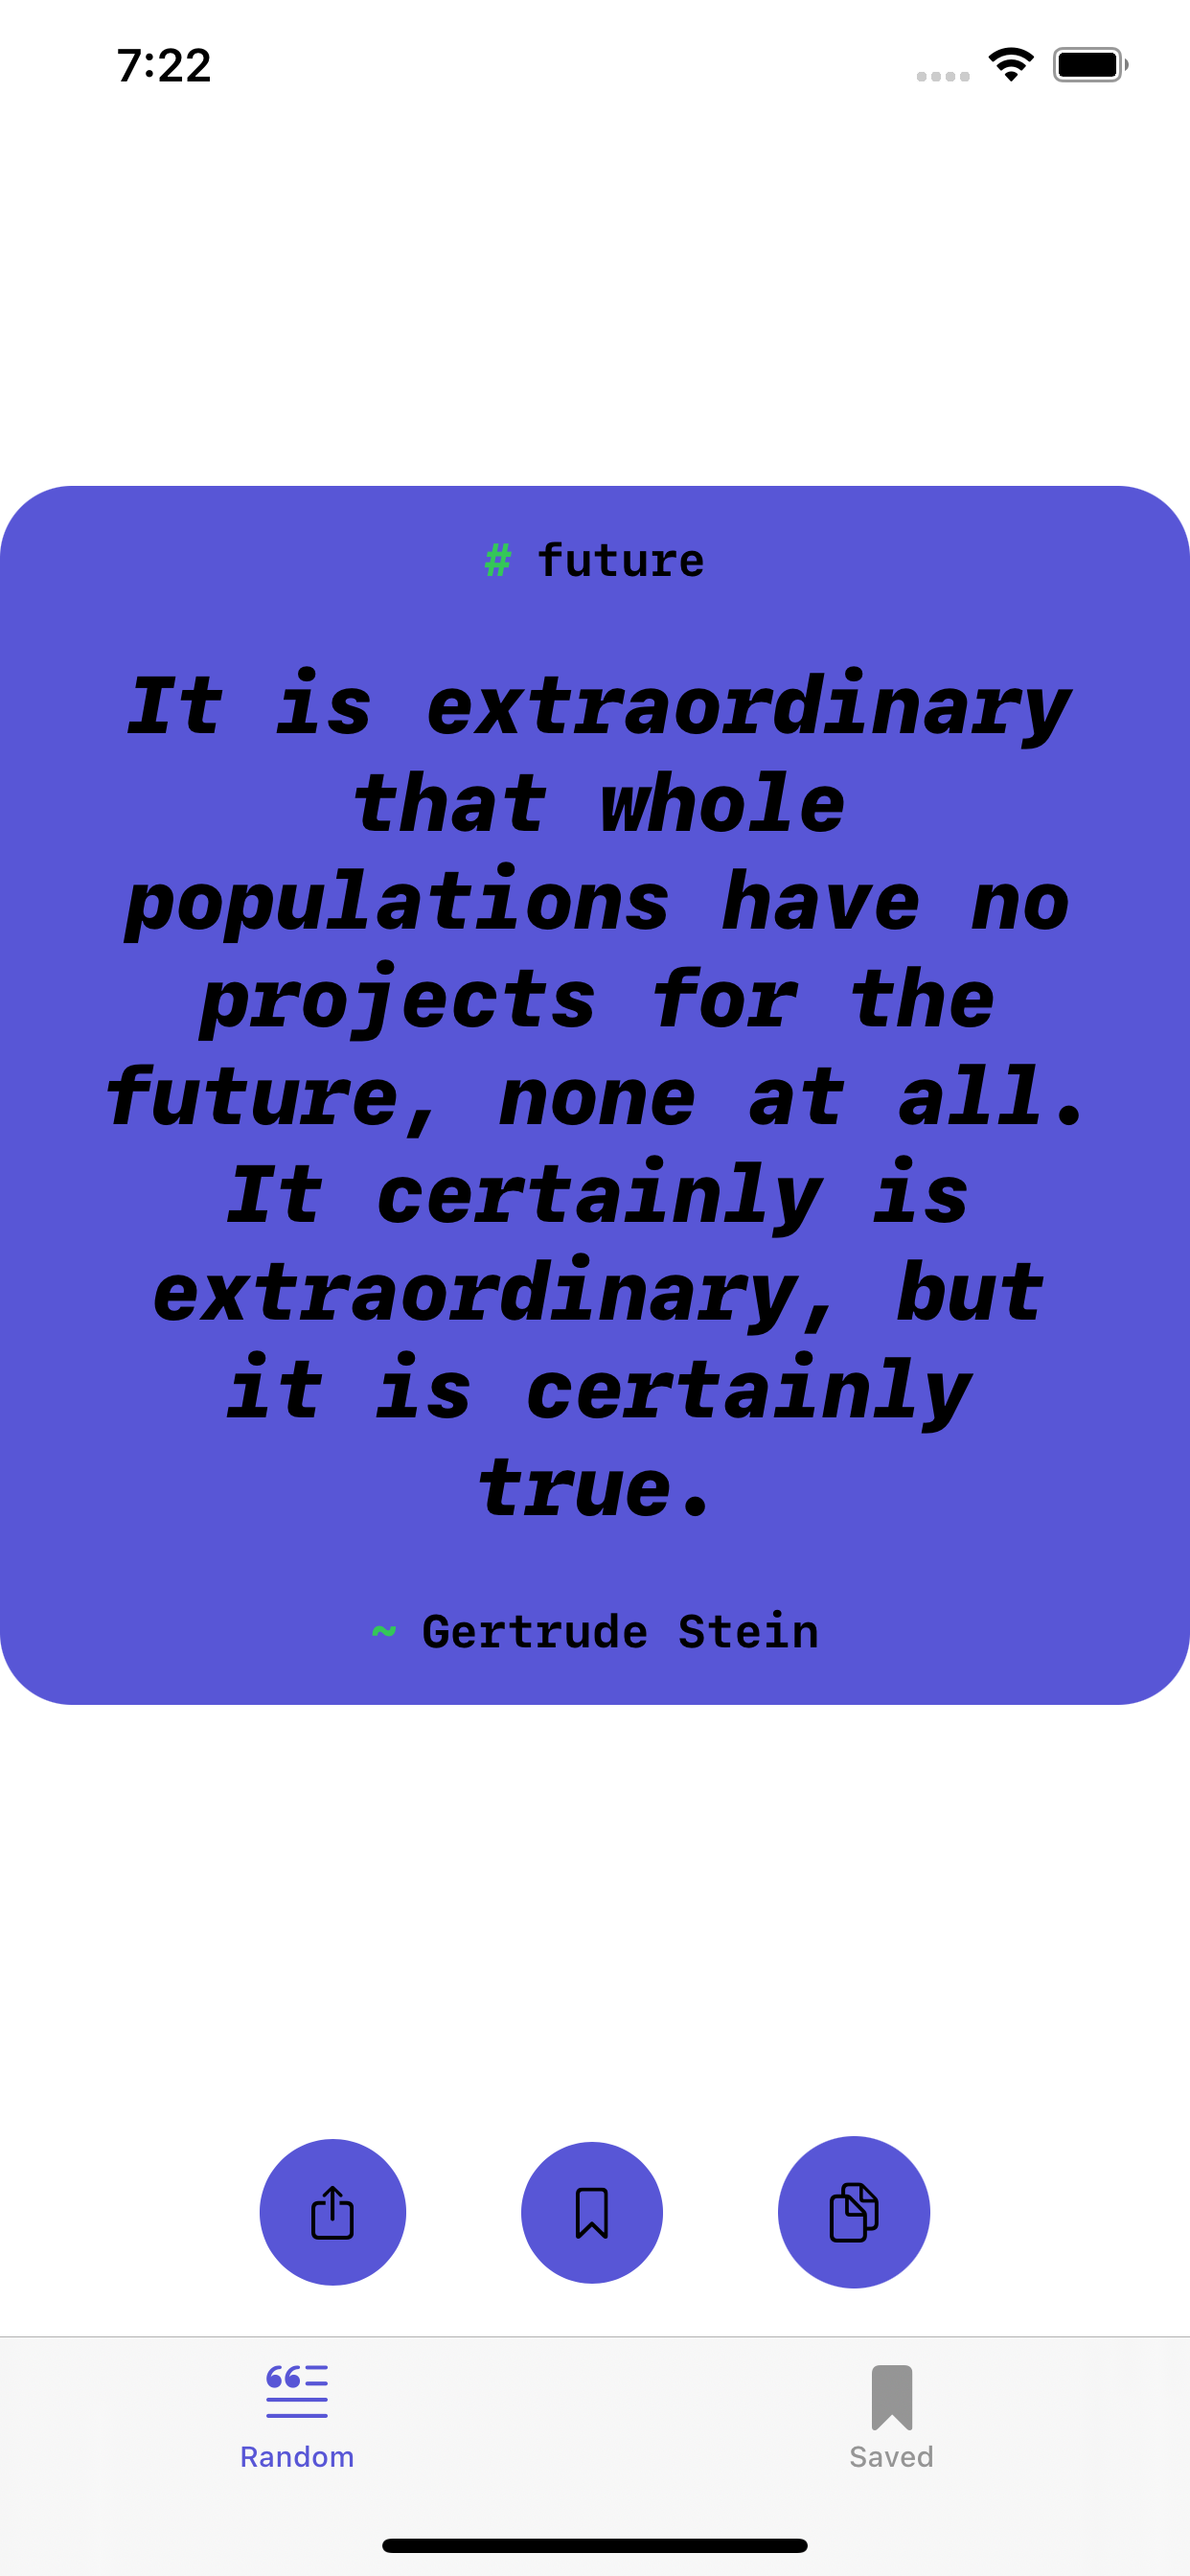 7:22
# future
It is extraordinary
that whole
populations have no
projects for the
future, none at all.
It certainly is
extraordinary, but
it is certainly
true.
~ Gertrude Stein
Random
Saved